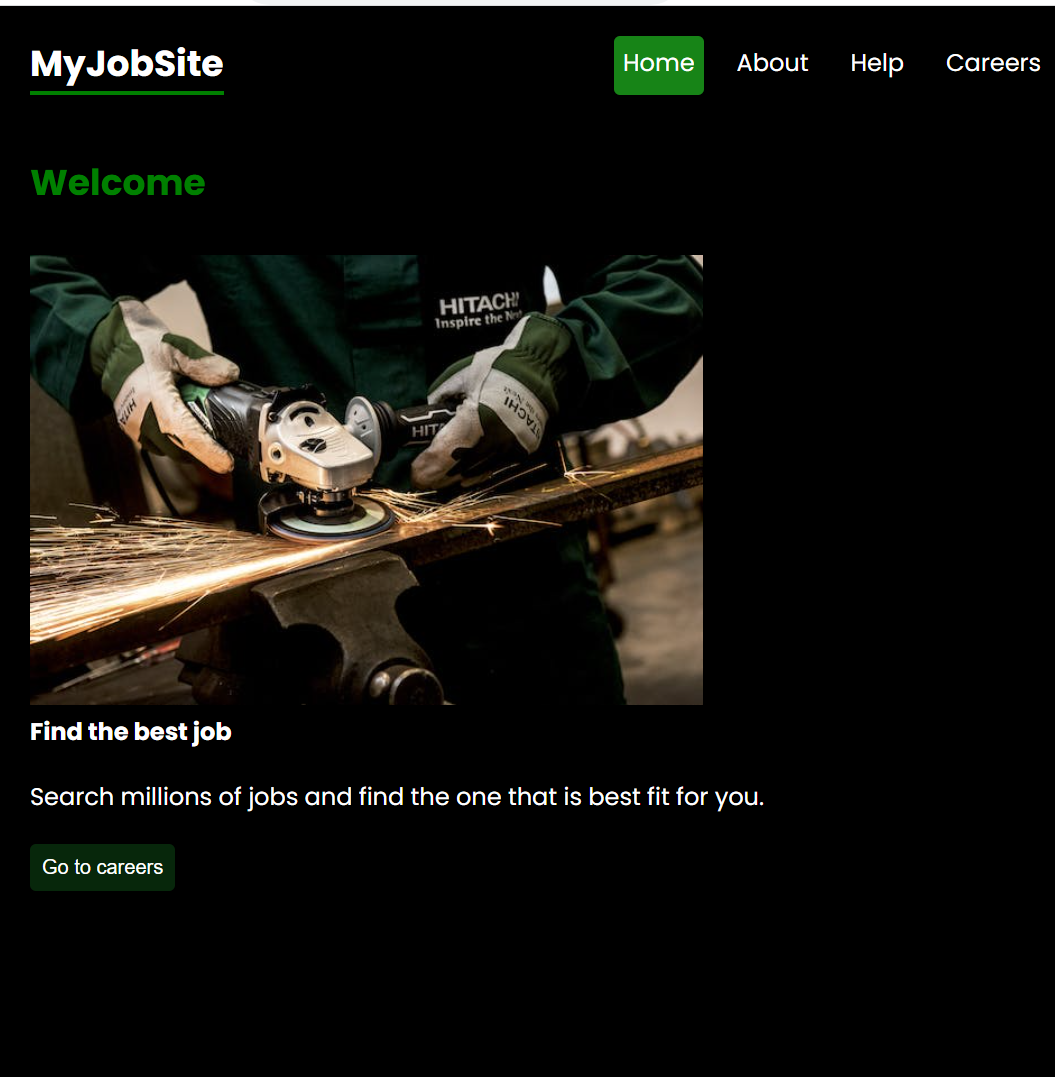 MyJobSite
Home About Help Careers
Welcome
HITACHI
Inspire the Next
HITACHI
Find the best job
Search millions of jobs and find the one that is best fit for you.
Go to careers